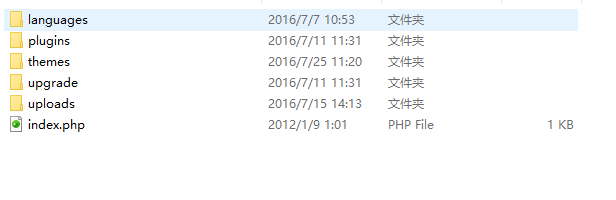 languages 2016/7/7 10:53 文件夹
plugins 2016/7/11 11:31 文件夹
themes 2016/7/25 11:20 文件夹
upgrade 2016/7/11 11:31 文件夹
uploads 2016/7/15 14:13 文件夹
index.php 2012/1/9 1:01 PHP File 1 KB